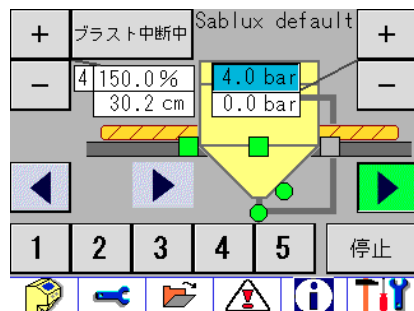 Sablux default
+ ブラスト中断中 +
- 4 150.0% 4.0 bar -
30.2 cm 0.0 bar
1 2 3 4 5 停止